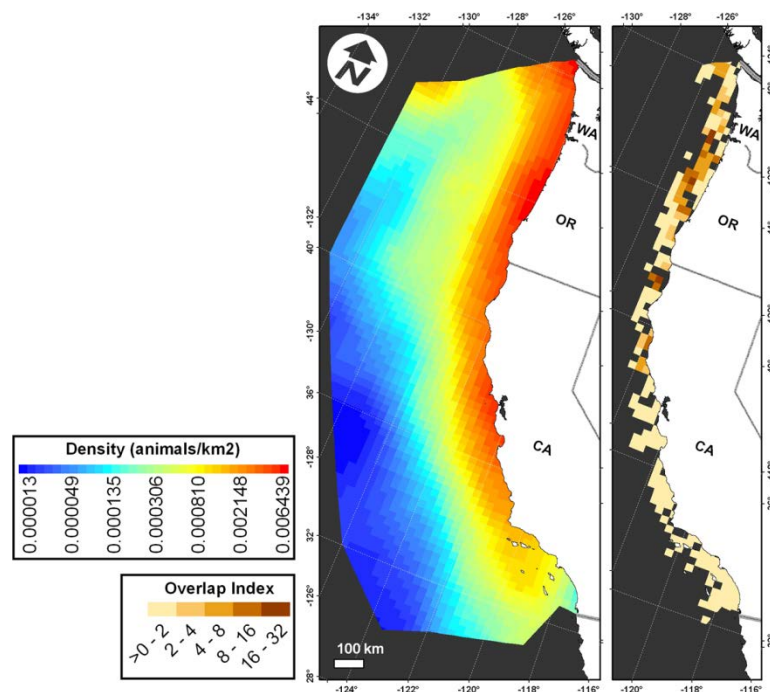 -134° -132° -130° -128° -126°
-130° -128° -126°
N
44°
-132°
40°
-130°
36°
-128°
32°
-126°
28°
WA
OR
CA
100 km
-124° -122° -120° -118° -116°
WA
OR
CA
-120° -118° -116°
Density (animals/km2)
0.000013
0.000049
0.000135
0.000306
0.000810
0.002148
0.006439
Overlap Index
>0 - 2
2 - 4
4 - 8
8 - 16
16 - 32